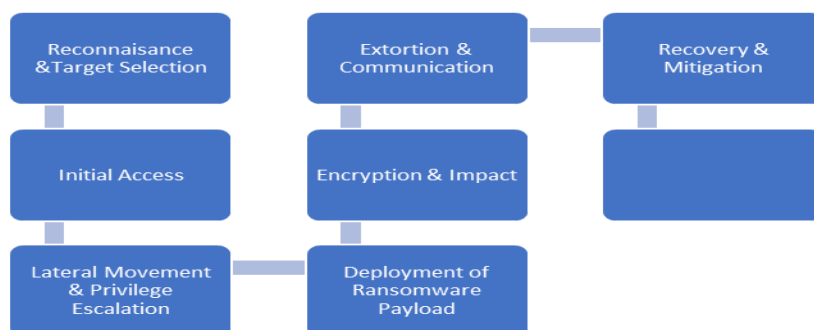 Reconnaisance
&Target Selection
Initial Access
Lateral Movement
& Privilege
Escalation
Deployment of
Ransomware
Payload
Encryption & Impact
Extortion &
Communication
Recovery &
Mitigation